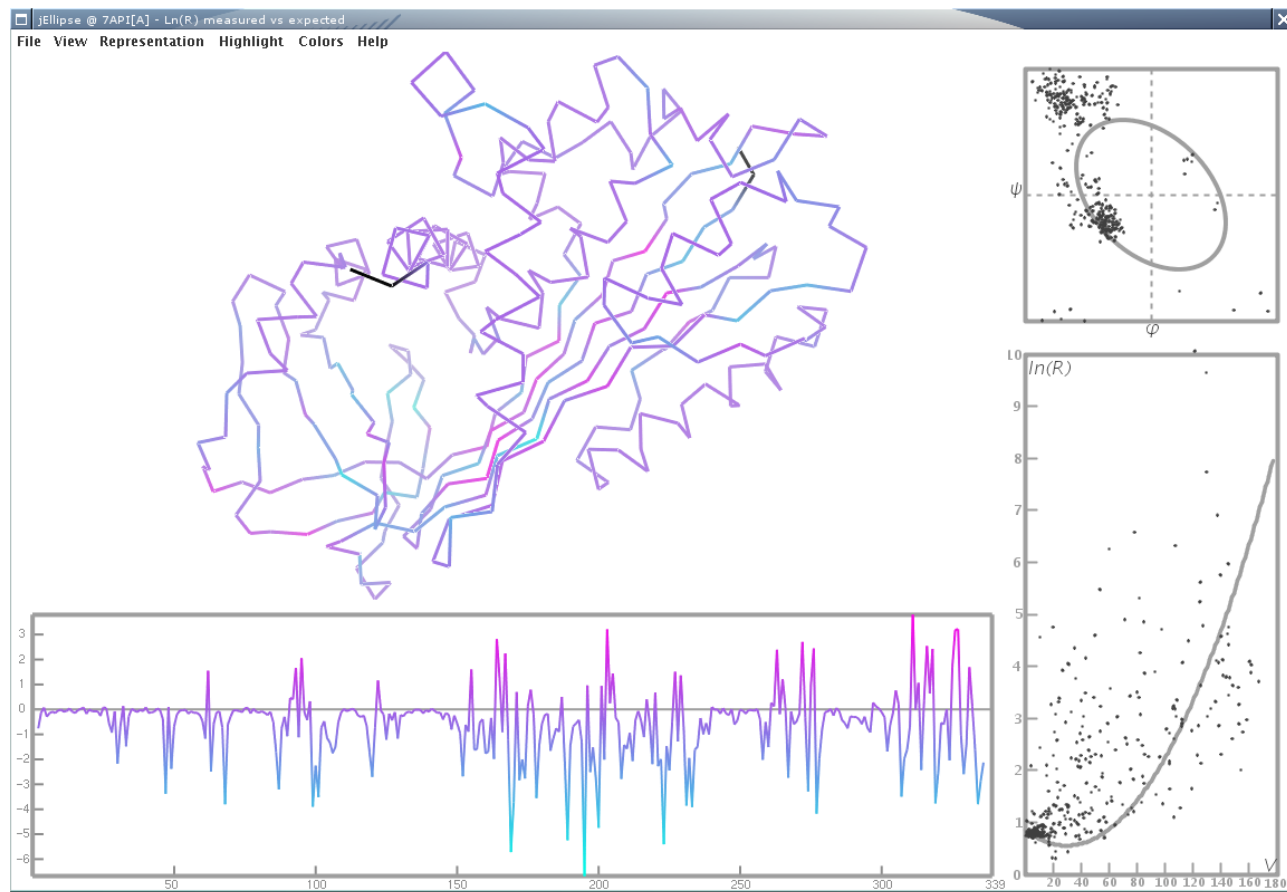 jEllipse @ 7API[A] - Ln(R) measured vs expected
File View Representation Highlight Colors Help
ψ
φ
ln(R)
10
9
8
7
6
5
4
3
2
1
0
20 40 60 80 100 120 140 160 180
V
3
2
1
0
-1
-2
-3
-4
-5
-6
50 100 150 200 250 300 339